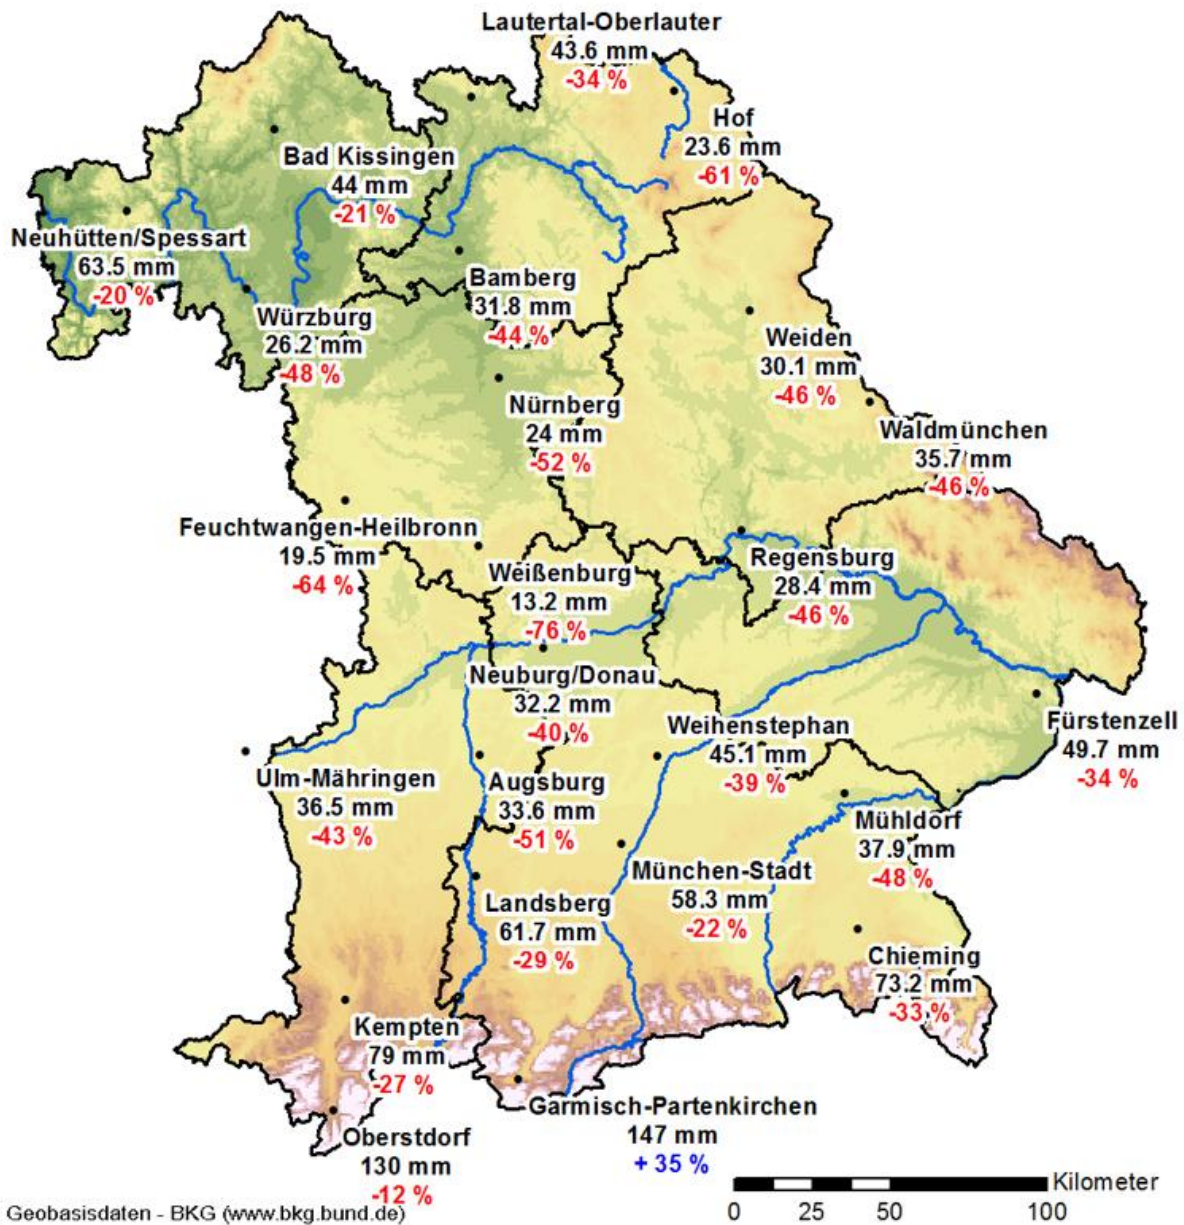 Lautertal-Oberlauter
43.6 mm
-34 %
Hof
23.6 mm
-61 %
Bad Kissingen
44 mm
-21 %
Neuhütten/Spessart
63.5 mm
-20 %
Bamberg
31.8 mm
-44 %
Würzburg
26.2 mm
-48 %
Weiden
30.1 mm
-46 %
Nürnberg
24 mm
-52 %
Waldmünchen
35.7 mm
-46 %
Feuchtwangen-Heilbronn
19.5 mm
-64 %
Weißenburg
13.2 mm
-76 %
Regensburg
28.4 mm
-46 %
Neuburg/Donau
32.2 mm
-40 %
Weihenstephan
45.1 mm
-39 %
Fürstenzell
49.7 mm
-34 %
Ulm-Mähringen
36.5 mm
-43 %
Augsburg
33.6 mm
-51 %
Mühldorf
37.9 mm
-48 %
München-Stadt
58.3 mm
-22 %
Landsberg
61.7 mm
-29 %
Chieming
73.2 mm
-33 %
Kempten
79 mm
-27 %
Garmisch-Partenkirchen
147 mm
+ 35 %
Oberstdorf
130 mm
-12 %
Kilometer
0 25 50 100
Geobasisdaten - BKG (www.bkg.bund.de)